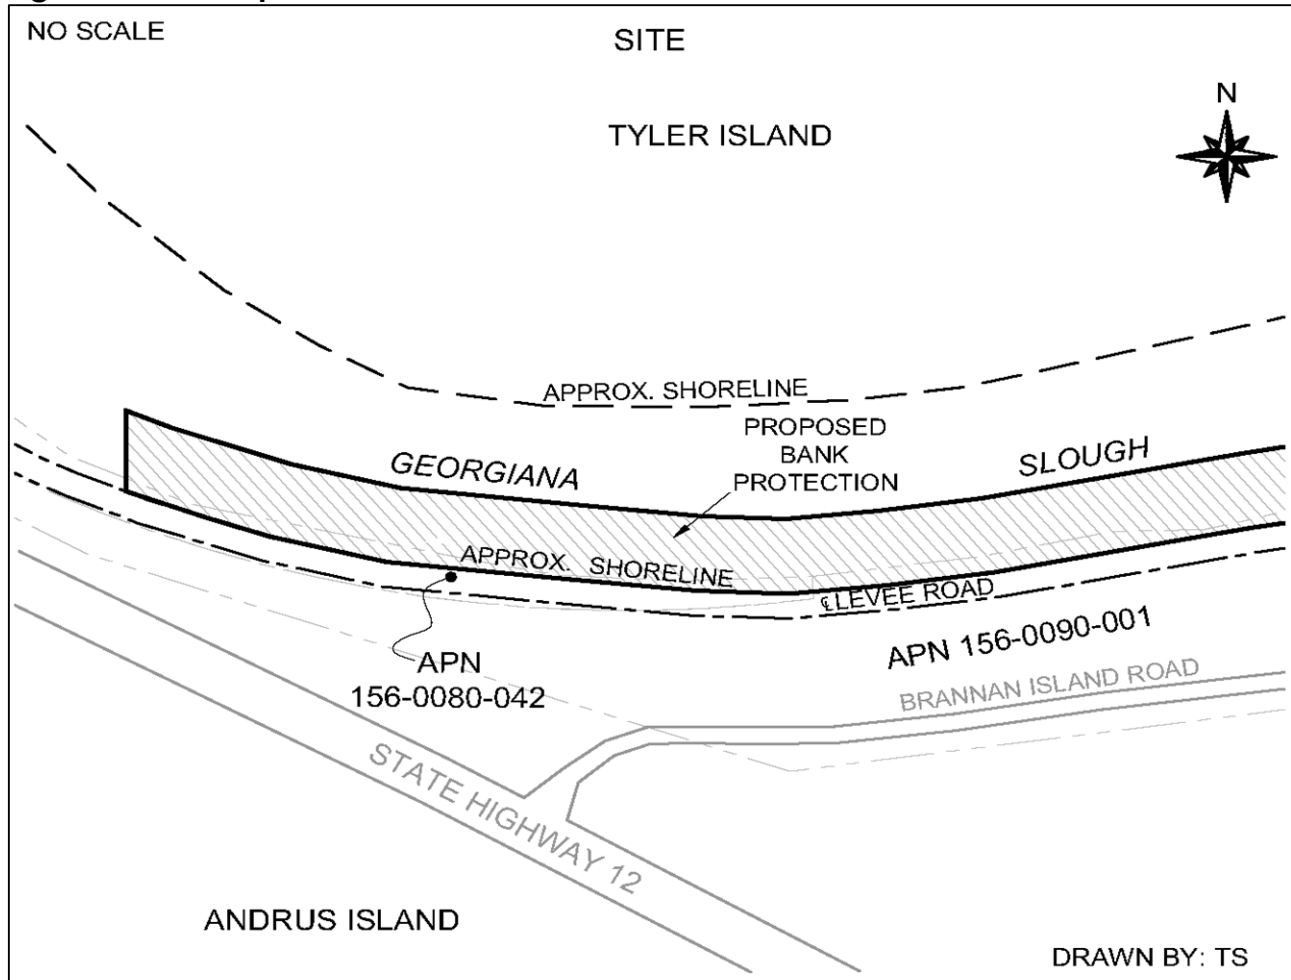 NO SCALE
SITE
N
TYLER ISLAND
APPROX. SHORELINE
PROPOSED
BANK
PROTECTION
GEORGIANA
SLOUGH
APPROX. SHORELINE
℄ LEVEE ROAD
APN
156-0080-042
APN 156-0090-001
BRANNAN ISLAND ROAD
STATE HIGHWAY 12
ANDRUS ISLAND
DRAWN BY: TS